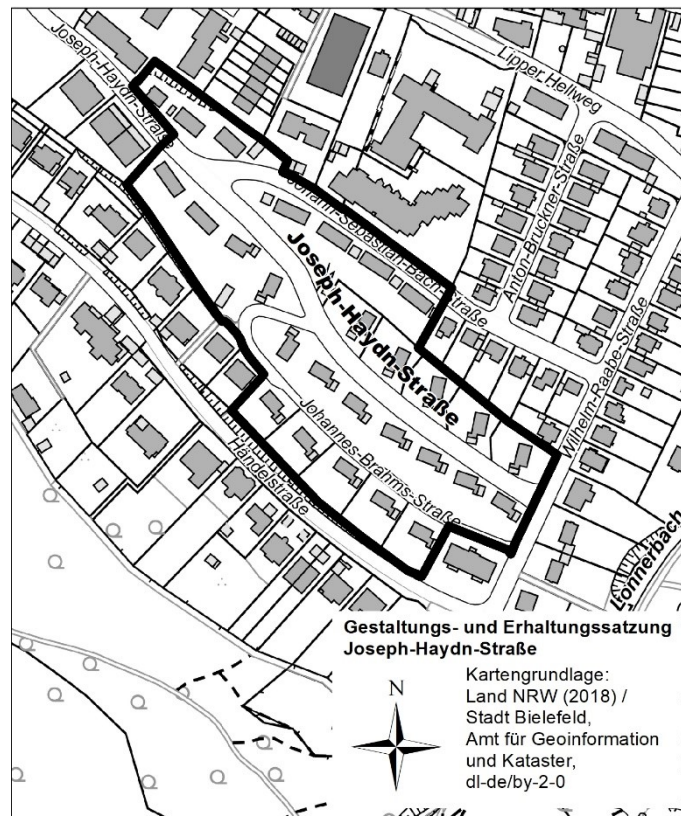 Joseph-Haydn-Straße
Lipper Hellweg
Johann-Sebastian-Bach-Straße
Anton-Bruckner-Straße
Joseph-Haydn-Straße
Wilhelm-Raabe-Straße
Johannes-Brahms-Straße
Händelstraße
Lonnerbach
Gestaltungs- und Erhaltungssatzung
Joseph-Haydn-Straße
N
Kartengrundlage:
Land NRW (2018) /
Stadt Bielefeld,
Amt für Geoinformation
und Kataster,
dl-de/by-2-0